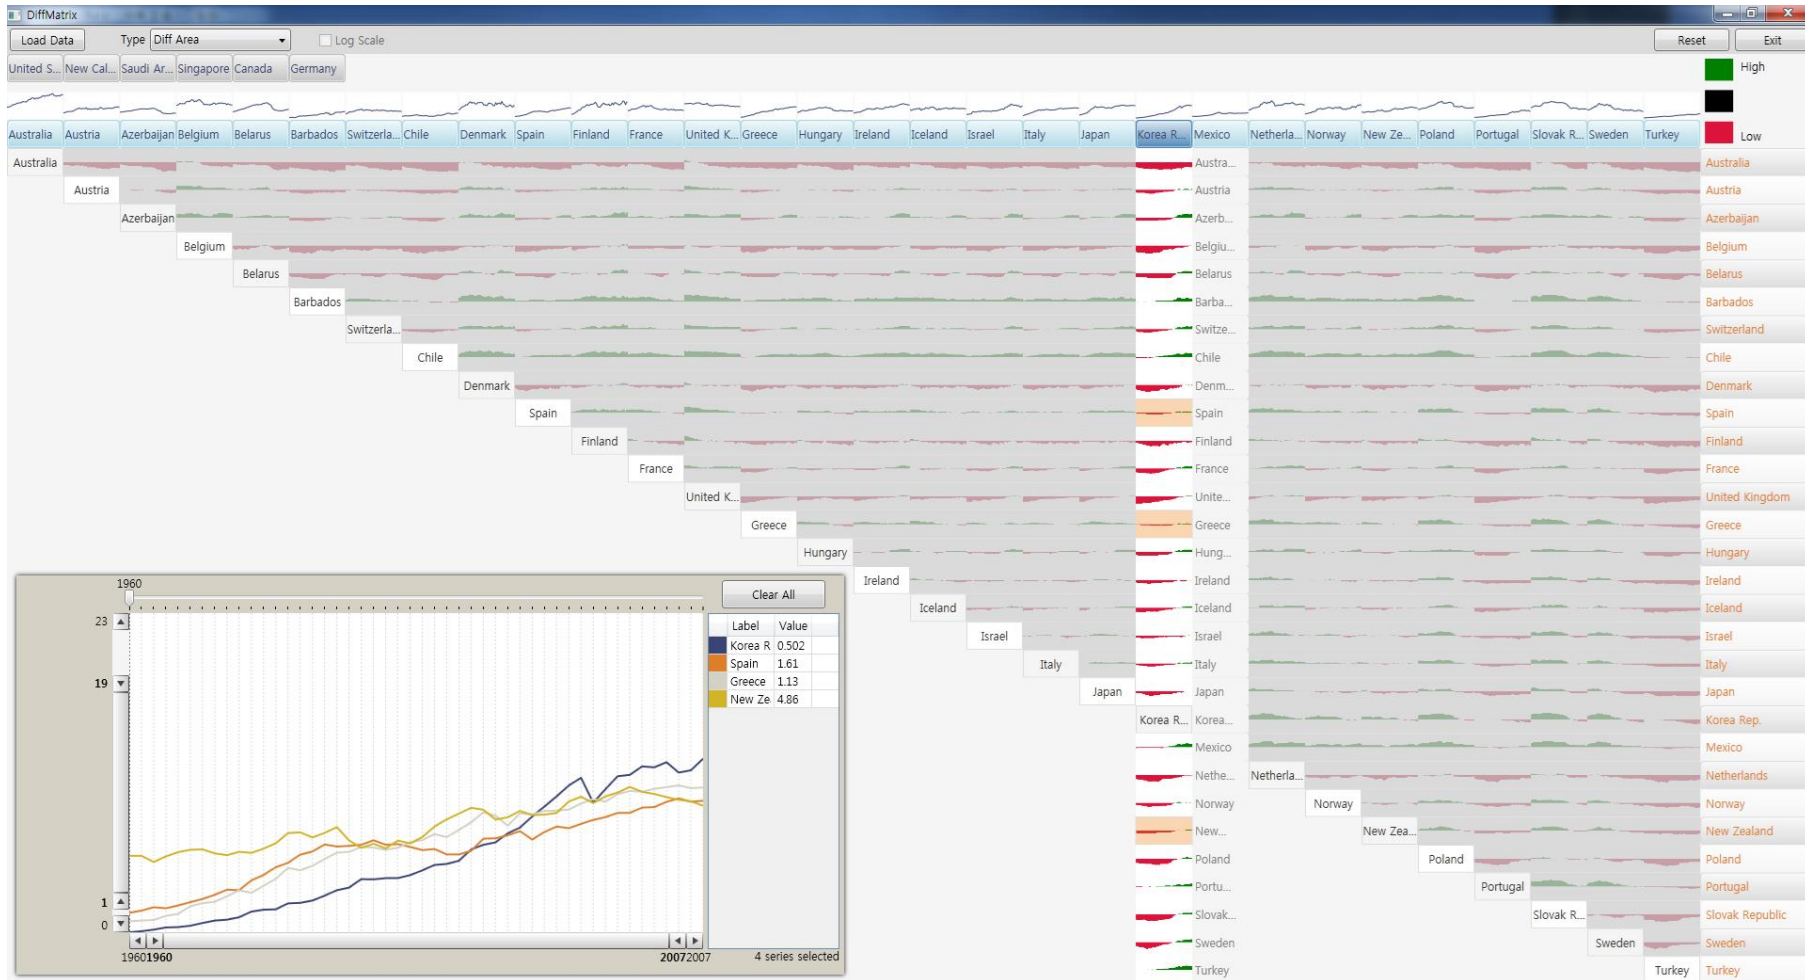 DiffMatrix
Load Data Type Diff Area Log Scale Reset Exit
United S... New Cal... Saudi Ar... Singapore Canada Germany High
Australia Austria Azerbaijan Belgium Belarus Barbados Switzerla... Chile Denmark Spain Finland France United K... Greece Hungary Ireland Iceland Israel Italy Japan Korea R... Mexico Netherla... Norway New Ze... Poland Portugal Slovak R... Sweden Turkey Low
Australia Austra... Australia
Austria Austria Austria
Azerbaijan Azerb... Azerbaijan
Belgium Belgiu... Belgium
Belarus Belarus Belarus
Barbados Barba... Barbados
Switzerla... Switze... Switzerland
Chile Chile Chile
Denmark Denm... Denmark
Spain Spain Spain
Finland Finland Finland
France France France
United K... Unite... United Kingdom
Greece Greece Greece
Hungary Hung... Hungary
Ireland Ireland Ireland
Iceland Iceland Iceland
Israel Israel Israel
Italy Italy Italy
Japan Japan Japan
Korea R... Korea... Korea Rep.
Mexico Mexico
Nethe... Netherla... Netherlands
Norway Norway Norway
New... New Zea... New Zealand
Poland Poland Poland
Portu... Portugal Portugal
Slovak... Slovak R... Slovak Republic
Sweden Sweden Sweden
Turkey Turkey Turkey
1960
Clear All
23
Label Value
Korea R 0.502
Spain 1.61
Greece 1.13
New Ze 4.86
19
1
0
1960 1960 2007 2007 4 series selected